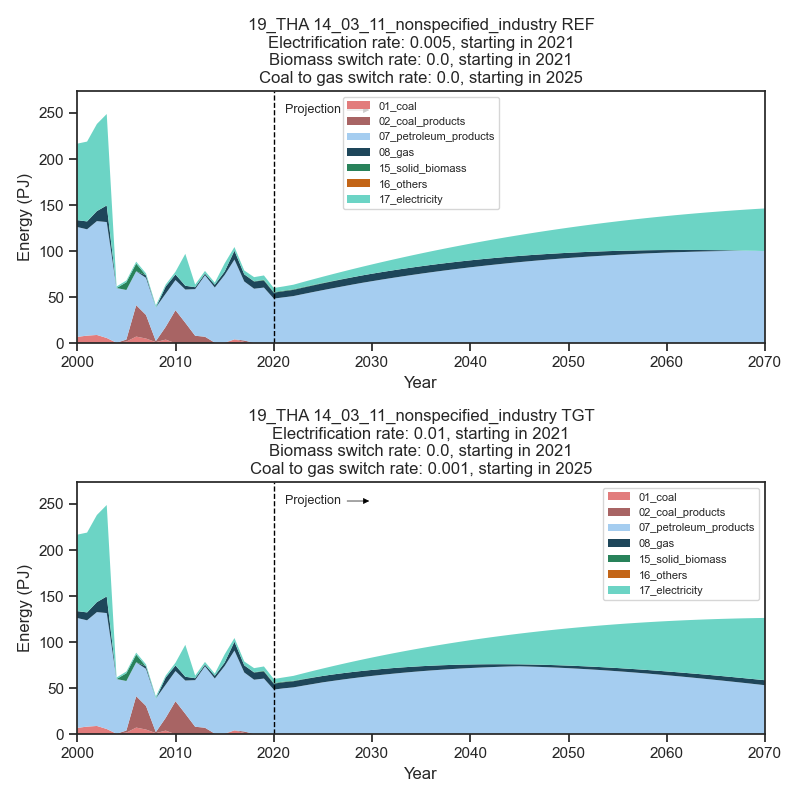 19_THA 14_03_11_nonspecified_industry REF
Electrification rate: 0.005, starting in 2021
Biomass switch rate: 0.0, starting in 2021
Coal to gas switch rate: 0.0, starting in 2025
Energy (PJ)
250
200
150
100
50
0
Projection
01_coal
02_coal_products
07_petroleum_products
08_gas
15_solid_biomass
16_others
17_electricity
2000 2010 2020 2030 2040 2050 2060 2070
Year
19_THA 14_03_11_nonspecified_industry TGT
Electrification rate: 0.01, starting in 2021
Biomass switch rate: 0.0, starting in 2021
Coal to gas switch rate: 0.001, starting in 2025
Energy (PJ)
250
200
150
100
50
0
Projection
01_coal
02_coal_products
07_petroleum_products
08_gas
15_solid_biomass
16_others
17_electricity
2000 2010 2020 2030 2040 2050 2060 2070
Year